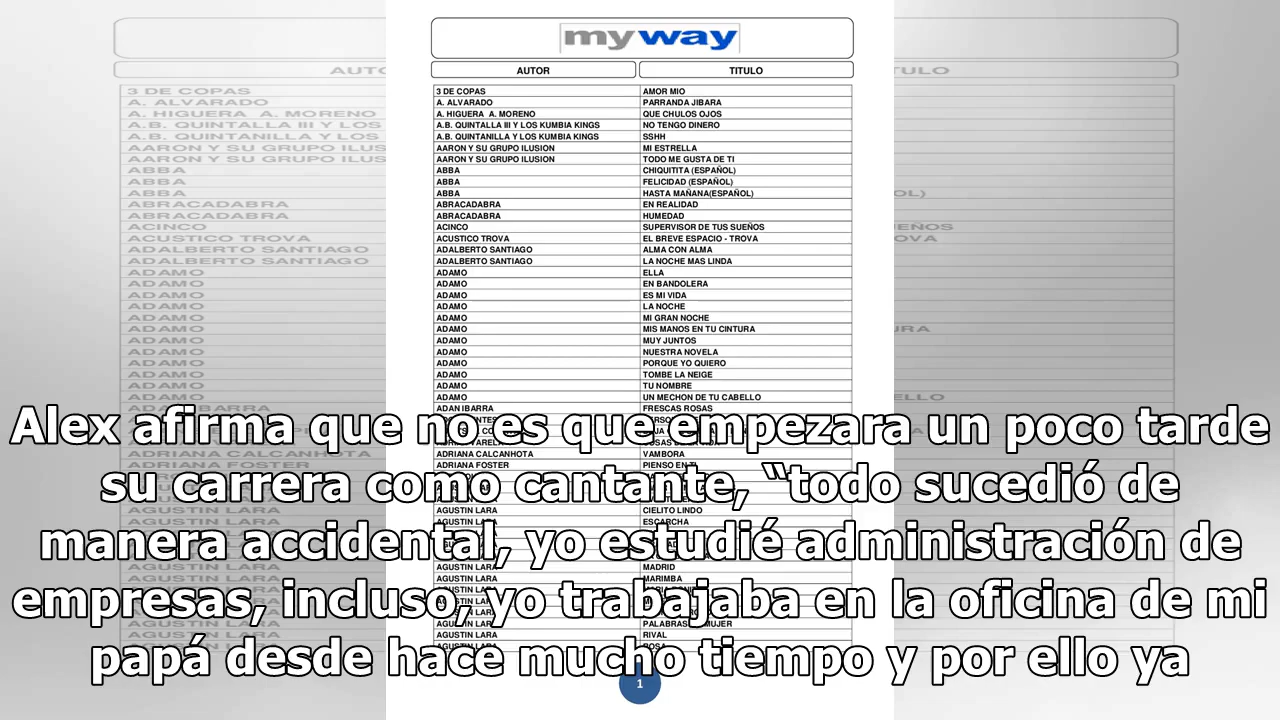 myway
AUTOR TITULO
3 DE COPAS AMOR MIO
A. ALVARADO PARRANDA JIBARA
A. HIGUERA A. MORENO QUE CHULOS OJOS
A.B. QUINTALLA III Y LOS KUMBIA KINGS NO TENGO DINERO
A.B. QUINTANILLA Y LOS KUMBIA KINGS SSHH
AARON Y SU GRUPO ILUSION MI ESTRELLA
AARON Y SU GRUPO ILUSION TODO ME GUSTA DE TI
ABBA CHIQUITITA (ESPAÑOL)
ABBA FELICIDAD (ESPAÑOL)
ABBA HASTA MAÑANA(ESPAÑOL)
ABRACADABRA EN REALIDAD
ABRACADABRA HUMEDAD
ACINCO SUPERVISOR DE TUS SUEÑOS
ACUSTICO TROVA EL BREVE ESPACIO - TROVA
ADALBERTO SANTIAGO ALMA CON ALMA
ADALBERTO SANTIAGO LA NOCHE MAS LINDA
ADAMO ELLA
ADAMO EN BANDOLERA
ADAMO ES MI VIDA
ADAMO LA NOCHE
ADAMO MI GRAN NOCHE
ADAMO MIS MANOS EN TU CINTURA
ADAMO MUY JUNTOS
ADAMO NUESTRA NOVELA
ADAMO PORQUE YO QUIERO
ADAMO TOMBE LA NEIGE
ADAMO TU NOMBRE
ADAMO UN MECHON DE TU CABELLO
ADAN IBARRA FRESCAS ROSAS
ADRIANA CALCANHOTA VAMBORA
ADRIANA FOSTER PIENSO EN
AGUSTIN LARA CIELITO LINDO
AGUSTIN LARA ESCARCHA
AGUSTIN LARA MADRID
AGUSTIN LARA MARIMBA
AGUSTIN LARA
AGUSTIN LARA RIVAL
AGUSTIN LARA ROSA
1
Alex afirma que no es que empezara un poco tarde
su carrera como cantante, “todo sucedió de
manera accidental, yo estudié administración de
empresas, incluso, yo trabajaba en la oficina de mi
papá desde hace mucho tiempo y por ello ya